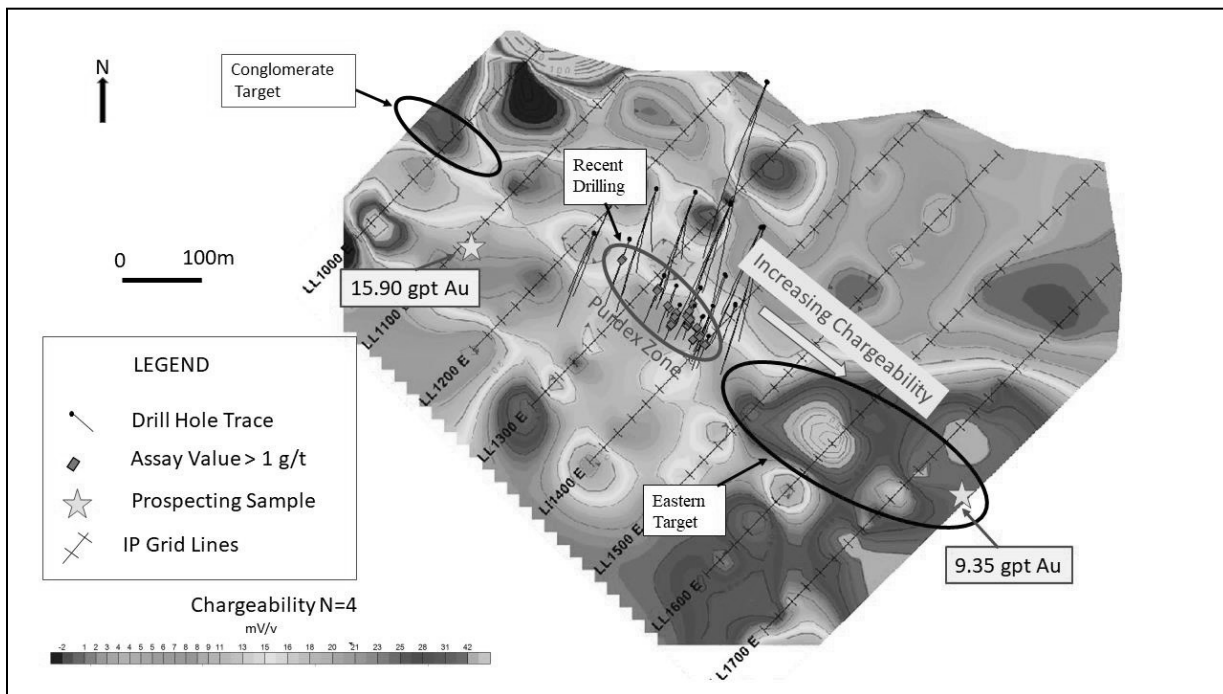 N
Conglomerate
Target
Recent
Drilling
0 100m
15.90 gpt Au
Purdex Zone
Increasing Chargeability
LL1000 E
LL1100 E
LL1200 E
LL1300 E
LI1400 E
LL1500 E
LL1600 E
LL1700 E
Eastern
Target
9.35 gpt Au
LEGEND
Drill Hole Trace
Assay Value > 1 g/t
Prospecting Sample
IP Grid Lines
Chargeability N=4
mV/v
-2 1 2 3 4 5 6 7 8 9 11 13 15 16 18 20 21 23 25 28 31 42